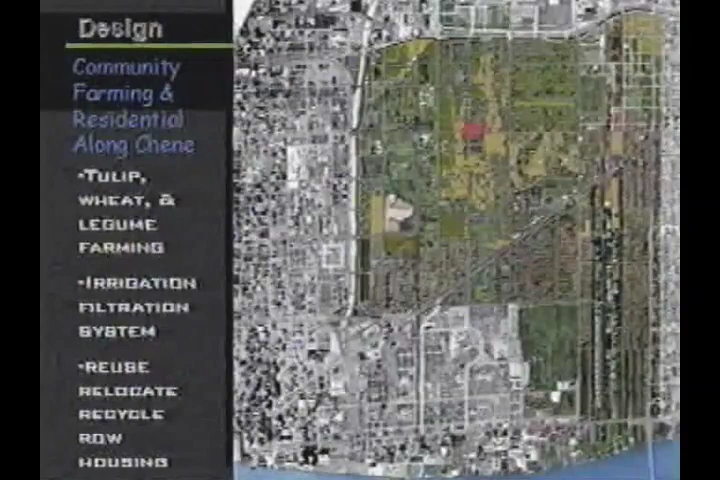 Design
Community
Farming &
Residential
Along Chene
•Tulip,
wheat, &
legume
farming
•Irrigation
filtration
system
•Reuse
relocate
recycle
row
housing